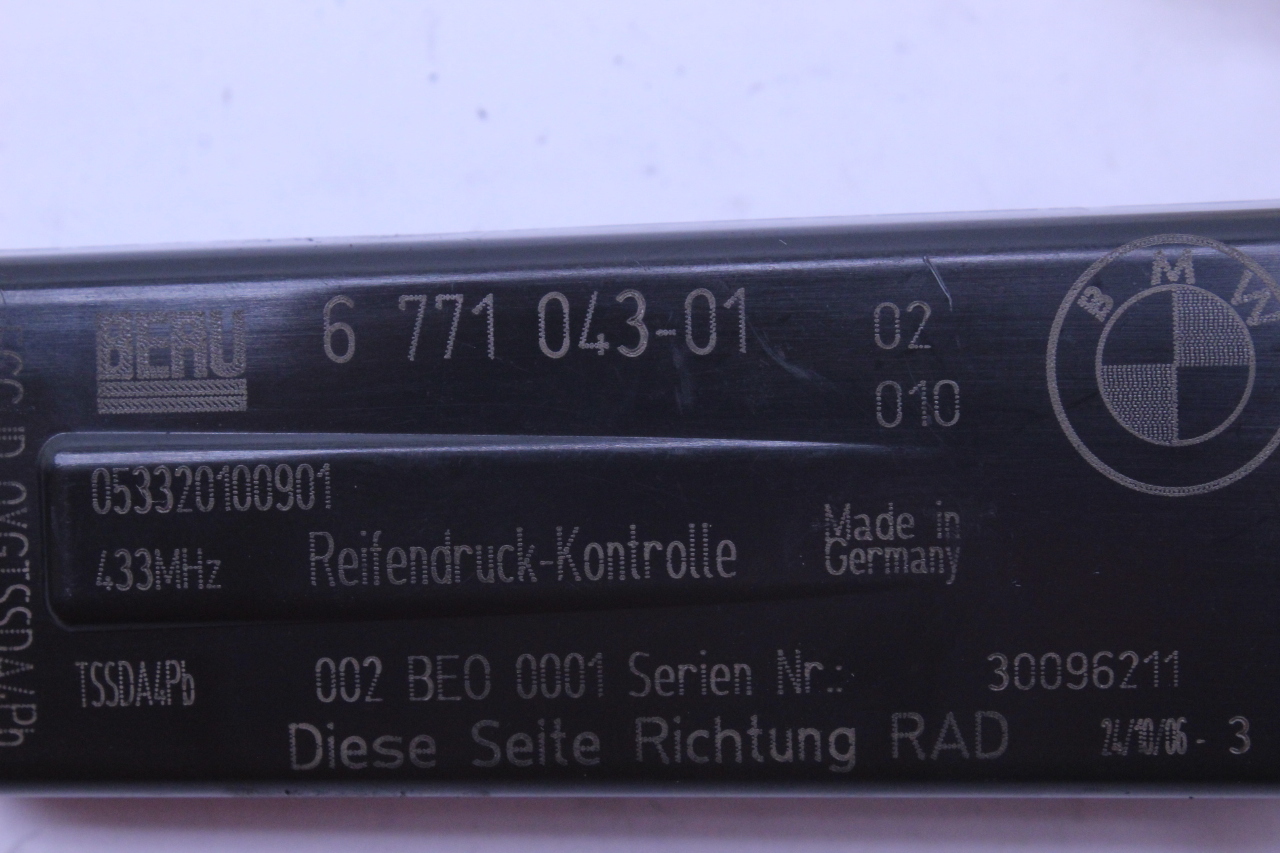 BERU 6 771 043-01 02
010
BMW
053320100901
433MHz Reifendruck-Kontrolle
Made in
Germany
TSSDA4Pb 002 BE0 0001 Serien Nr.: 30096211
Diese Seite Richtung RAD 24/10/06 - 3